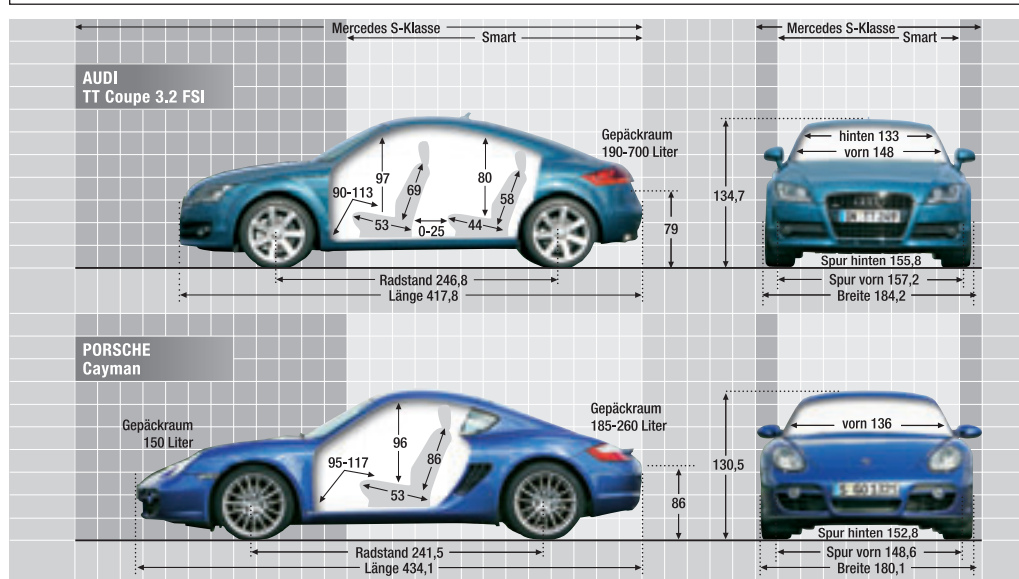 Mercedes S-Klasse
Smart
Mercedes S-Klasse
Smart
AUDI
TT Coupe 3.2 FSI
Gepäckraum
190-700 Liter
97
69
80
58
90-113
53
0-25
44
79
Radstand 246,8
Länge 417,8
hinten 133
vorn 148
134,7
Spur hinten 155,8
Spur vorn 157,2
Breite 184,2
PORSCHE
Cayman
Gepäckraum
150 Liter
Gepäckraum
185-260 Liter
96
86
95-117
53
86
Radstand 241,5
Länge 434,1
vorn 136
130,5
Spur hinten 152,8
Spur vorn 148,6
Breite 180,1